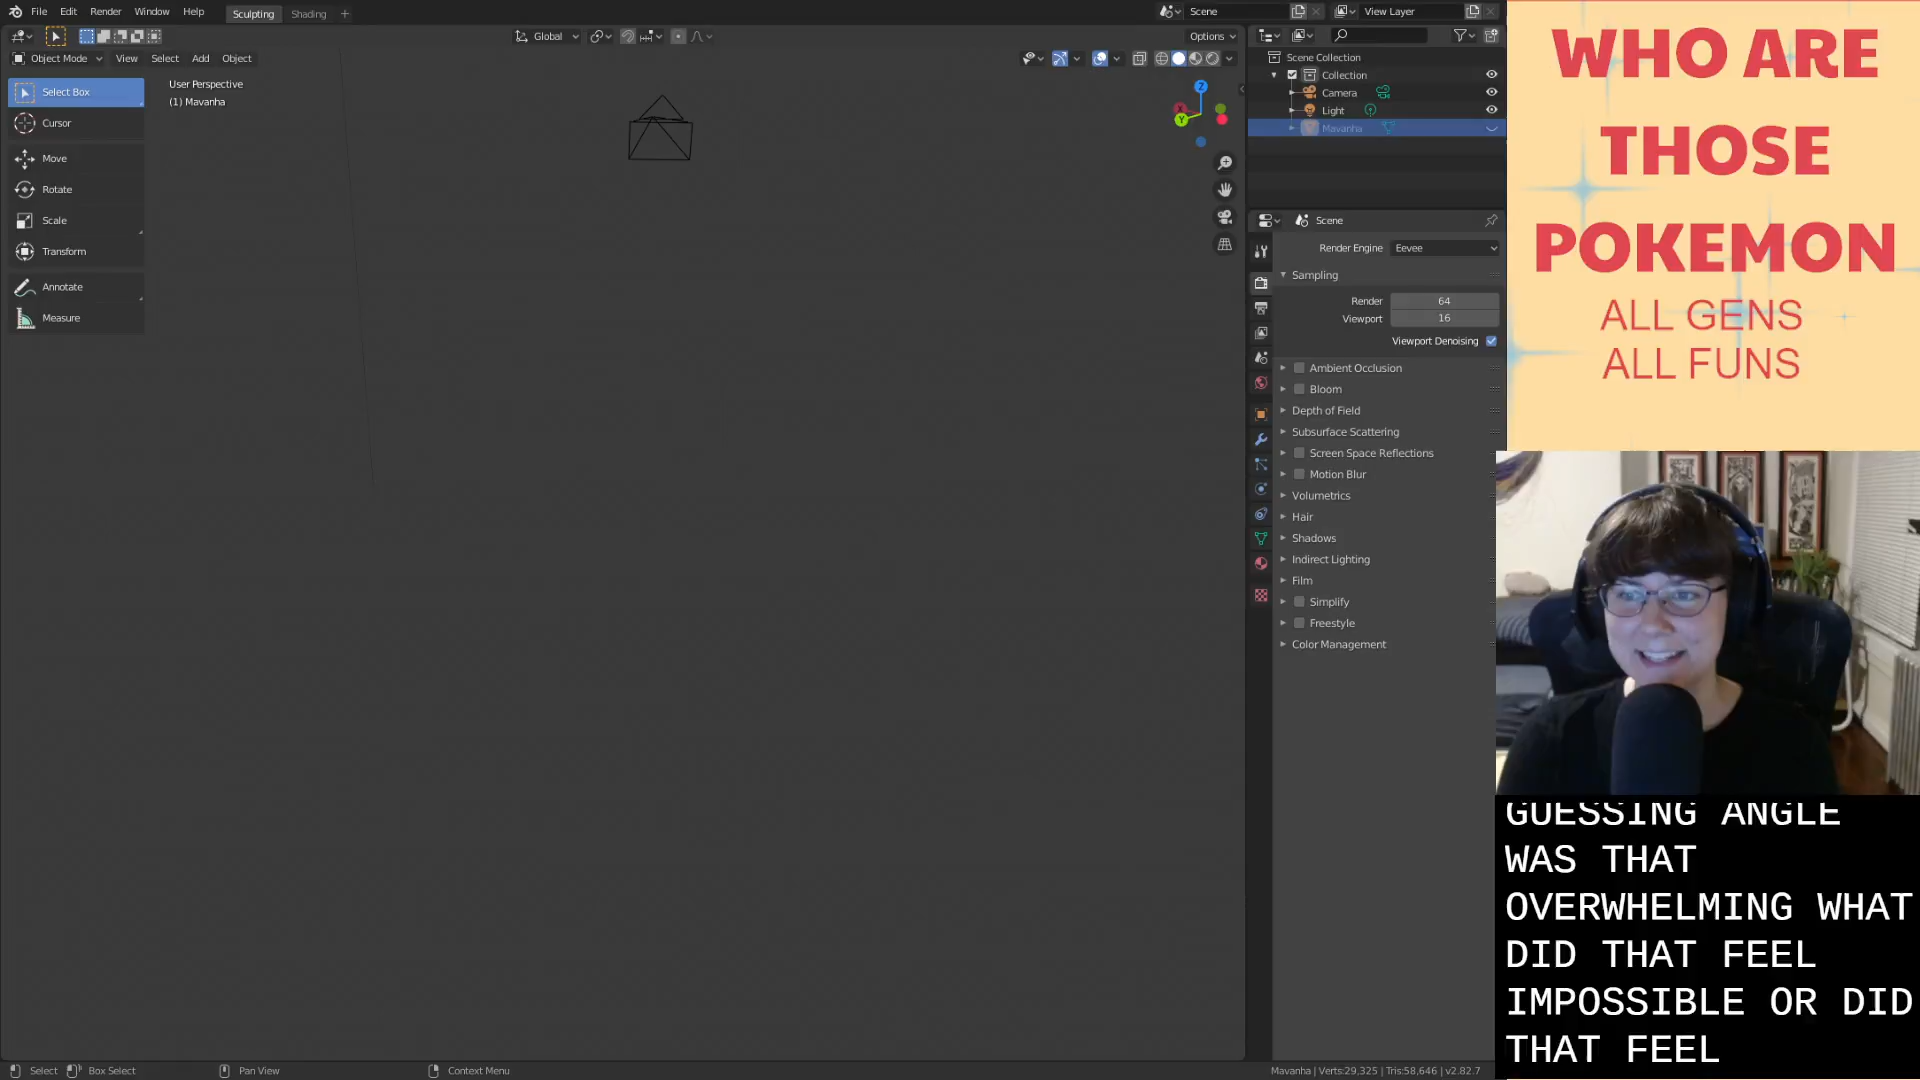 File Edit Render Window Help Sculpting Shading + Scene View Layer
Global Options
Object Mode View Select Add Object
Select Box
Cursor
Move
Rotate
Scale
Transform
Annotate
Measure
User Perspective
(1) Mavanha
Z
X
Y
Scene Collection
Collection
Camera
Light
Mavanha
Scene
Render Engine Eevee
Sampling
Render 64
Viewport 16
Viewport Denoising
Ambient Occlusion
Bloom
Depth of Field
Subsurface Scattering
Screen Space Reflections
Motion Blur
Volumetrics
Hair
Shadows
Indirect Lighting
Film
Simplify
Freestyle
Color Management
WHO ARE
THOSE
POKEMON
ALL GENS
ALL FUNS
GUESSING ANGLE
WAS THAT
OVERWHELMING WHAT
DID THAT FEEL
IMPOSSIBLE OR DID
THAT FEEL
Select Box Select Pan View Context Menu Mavanha | Verts:29,325 | Tris:58,646 | v2.82.7